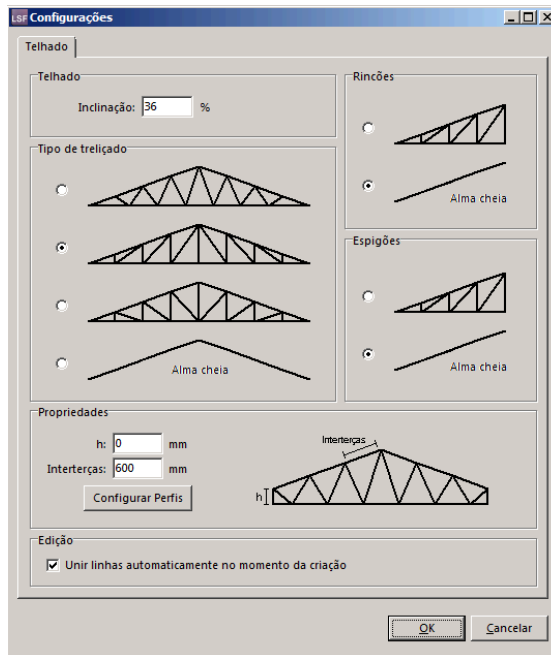 LSF Configurações
Telhado
Telhado
Inclinação: 36 %
Tipo de treliçado
Alma cheia
Rincões
Alma cheia
Espigões
Alma cheia
Propriedades
h: 0 mm
Interterças: 600 mm
Configurar Perfis
Interterças
h
Edição
Unir linhas automaticamente no momento da criação
OK Cancelar